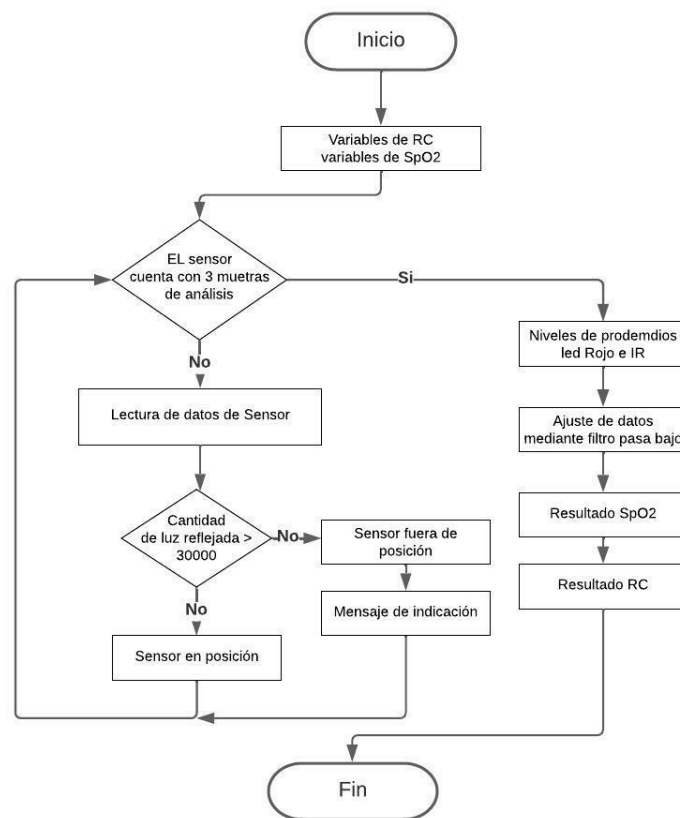 Inicio
Variables de RC
variables de SpO2
EL sensor
cuenta con 3 muetras
de análisis
Si
No
Niveles de prodemdios
led Rojo e IR
Lectura de datos de Sensor
Ajuste de datos
mediante filtro pasa bajo
Cantidad
de luz reflejada >
30000
No
Sensor fuera de
posición
Resultado SpO2
Resultado RC
No
Mensaje de indicación
Sensor en posición
Fin